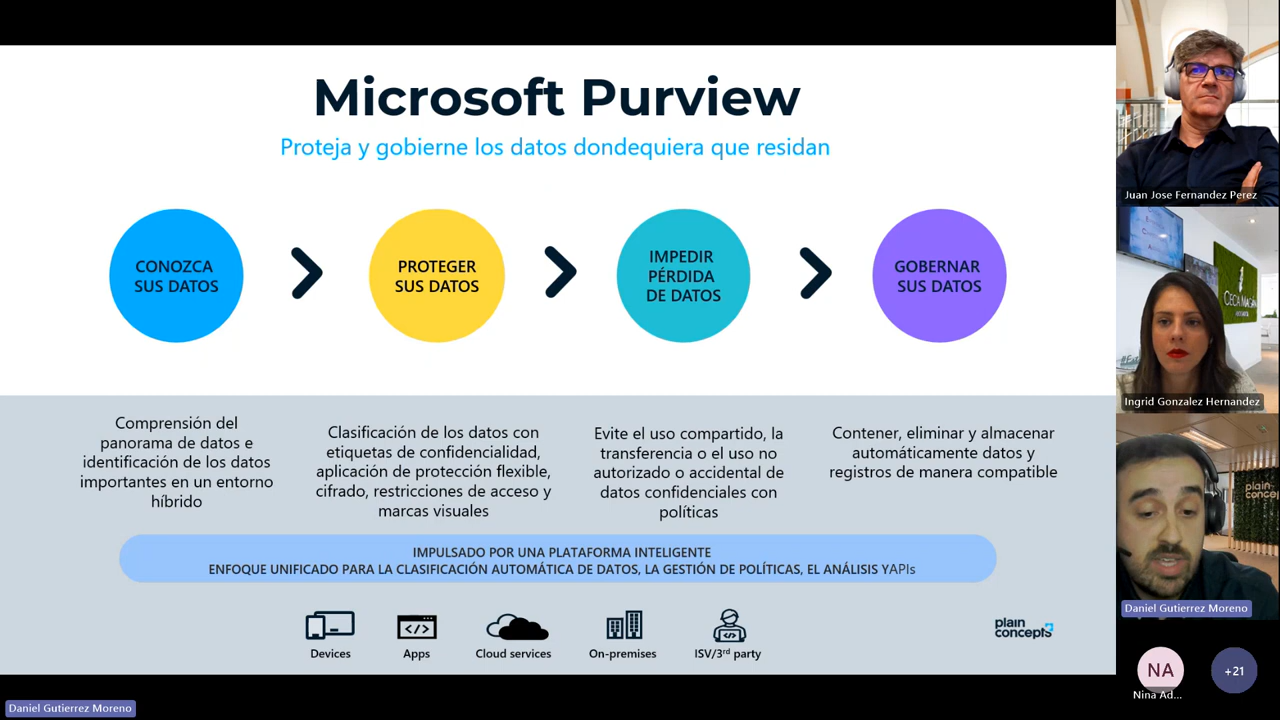 Microsoft Purview
Proteja y gobierne los datos dondequiera que residan
CONOZCA
SUS DATOS
PROTEGER
SUS DATOS
IMPEDIR
PÉRDIDA
DE DATOS
GOBERNAR
SUS DATOS
Comprensión del
panorama de datos e
identificación de los datos
importantes en un entorno
híbrido
Clasificación de los datos con
etiquetas de confidencialidad,
aplicación de protección flexible,
cifrado, restricciones de acceso y
marcas visuales
Evite el uso compartido, la
transferencia o el uso no
autorizado o accidental de
datos confidenciales con
políticas
Contener, eliminar y almacenar
automáticamente datos y
registros de manera compatible
IMPULSADO POR UNA PLATAFORMA INTELIGENTE
ENFOQUE UNIFICADO PARA LA CLASIFICACIÓN AUTOMÁTICA DE DATOS, LA GESTIÓN DE POLÍTICAS, EL ANÁLISIS YAPIs
Devices
Apps
Cloud services
On-premises
ISV/3rd party
plain
concepts
Daniel Gutierrez Moreno
Juan Jose Fernandez Perez
CECA MAGÁN
Ingrid Gonzalez Hernandez
plain
concep
Daniel Gutierrez Moreno
NA
Nina Ad...
+21